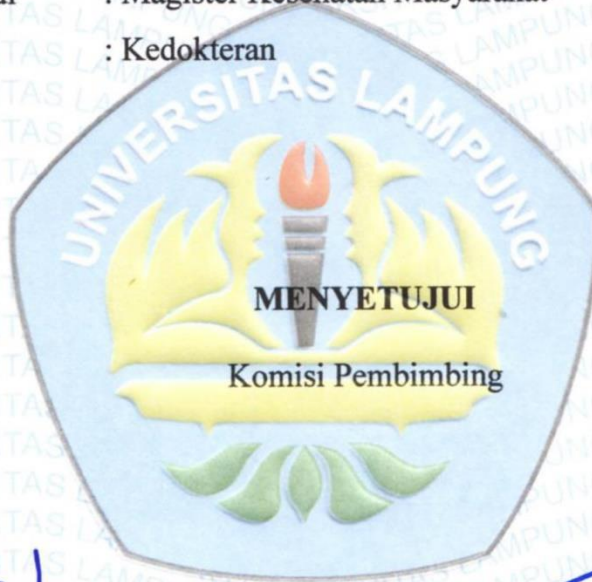 : Magister Kesehatan Masyarakat
: Kedokteran
UNIVERSITAS LAMPUNG
MENYETUJUI
Komisi Pembimbing